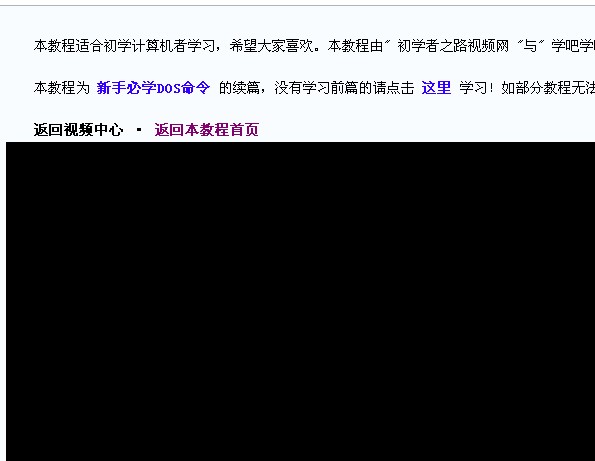 本教程适合初学计算机者学习，希望大家喜欢。本教程由"初学者之路视频网 "与"学吧学
本教程为 新手必学DOS命令 的续篇，没有学习前篇的请点击 这里 学习！如部分教程无法
返回视频中心 · 返回本教程首页